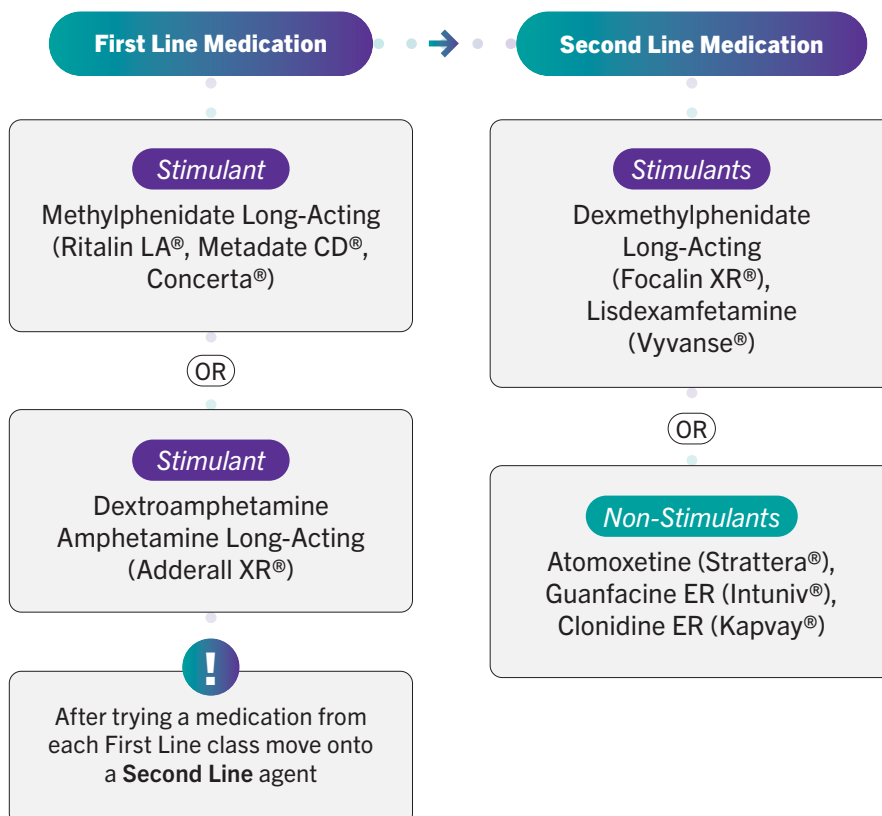 First Line Medication
Stimulant
Methylphenidate Long-Acting
(Ritalin LA®, Metadate CD®,
Concerta®)
OR
Stimulant
Dextroamphetamine
Amphetamine Long-Acting
(Adderall XR®)
!
After trying a medication from
each First Line class move onto
a Second Line agent
Second Line Medication
Stimulants
Dexmethylphenidate
Long-Acting
(Focalin XR®),
Lisdexamfetamine
(Vyvanse®)
OR
Non-Stimulants
Atomoxetine (Strattera®),
Guanfacine ER (Intuniv®),
Clonidine ER (Kapvay®)